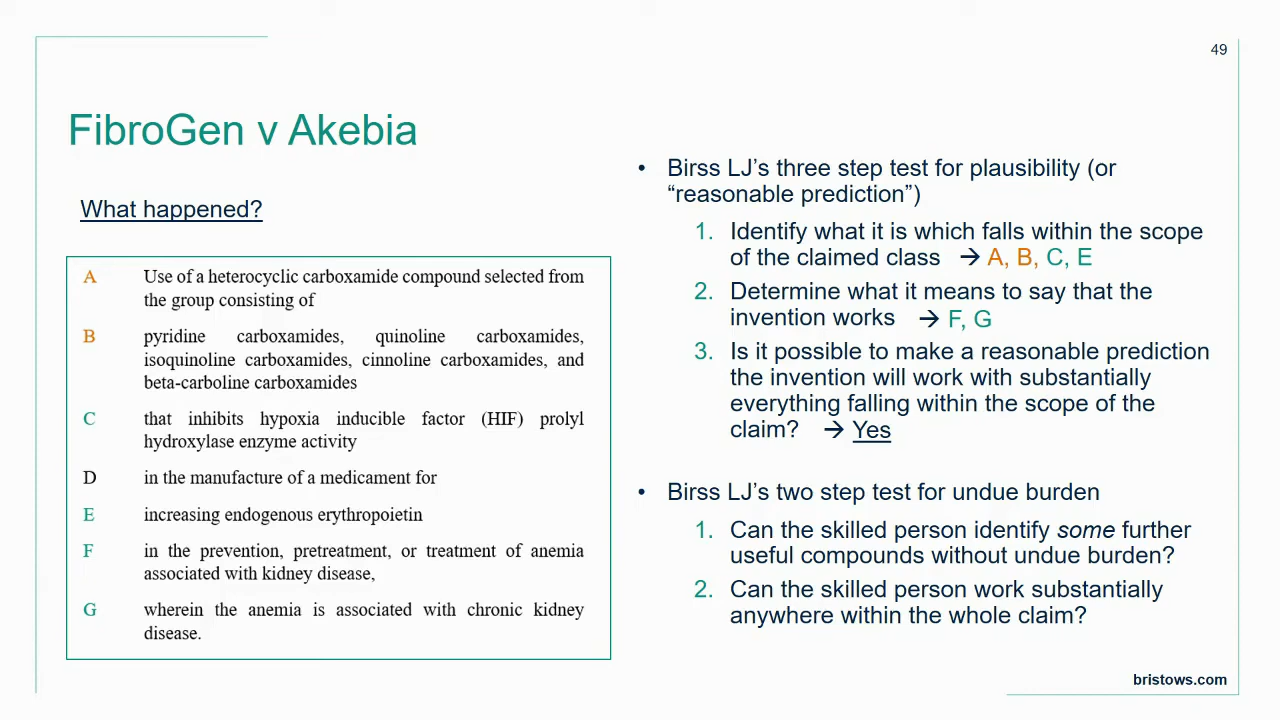 49
FibroGen v Akebia
What happened?
A Use of a heterocyclic carboxamide compound selected from
the group consisting of
B pyridine carboxamides, quinoline carboxamides,
isoquinoline carboxamides, cinnoline carboxamides, and
beta-carboline carboxamides
C that inhibits hypoxia inducible factor (HIF) prolyl
hydroxylase enzyme activity
D in the manufacture of a medicament for
E increasing endogenous erythropoietin
F in the prevention, pretreatment, or treatment of anemia
associated with kidney disease,
G wherein the anemia is associated with chronic kidney
disease.
• Birss LJ's three step test for plausibility (or
"reasonable prediction")
1. Identify what it is which falls within the scope
of the claimed class → A, B, C, E
2. Determine what it means to say that the
invention works → F, G
3. Is it possible to make a reasonable prediction
the invention will work with substantially
everything falling within the scope of the
claim? → Yes
• Birss LJ's two step test for undue burden
1. Can the skilled person identify some further
useful compounds without undue burden?
2. Can the skilled person work substantially
anywhere within the whole claim?
bristows.com